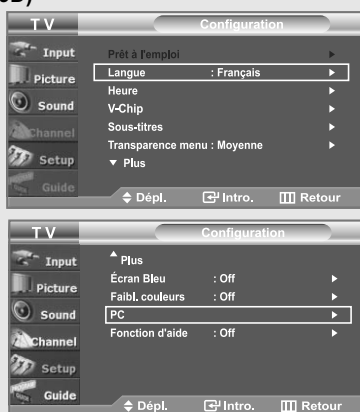 3D)
TV Configuration
Input
Picture
Sound
Channel
Setup
Guide
Prêt à l'emploi
Langue : Français
Heure
V-Chip
Sous-titres
Transparence menu : Moyenne
Plus
Dépl. Intro. Retour
TV Configuration
Input
Picture
Sound
Channel
Setup
Guide
Plus
Écran Bleu : Off
Faibl. couleurs : Off
PC
Fonction d'aide : Off
Dépl. Intro. Retour